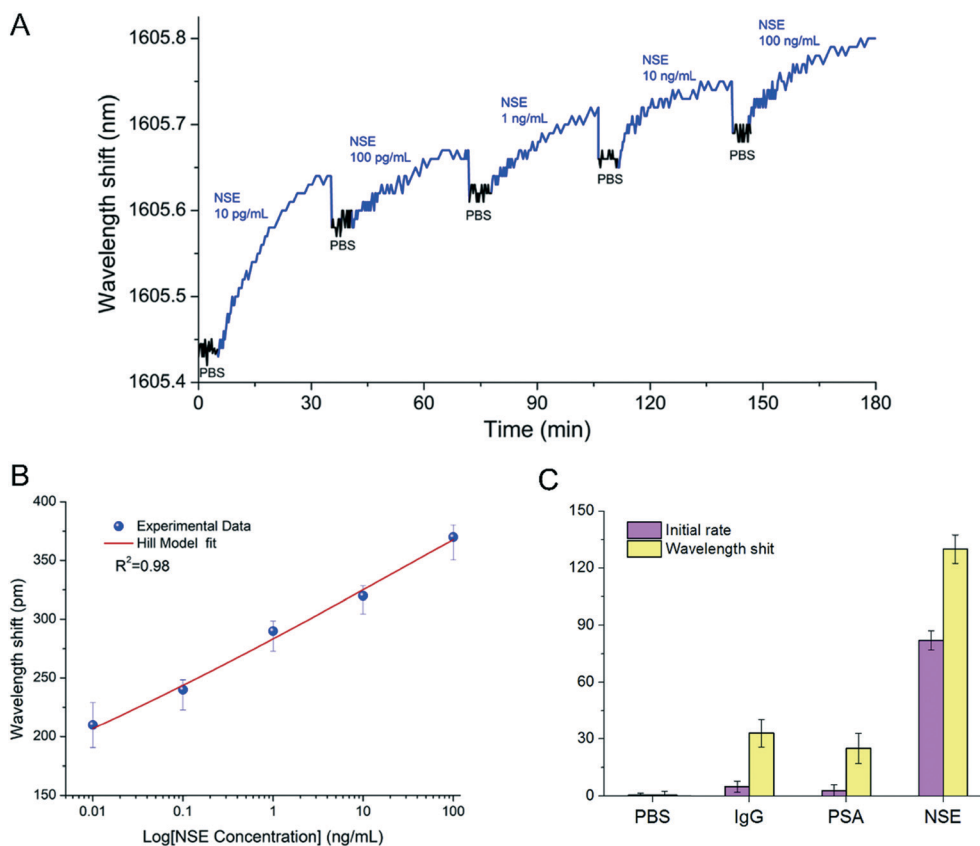 A
Wavelength shift (nm)
1605.8
1605.7
1605.6
1605.5
1605.4
NSE
10 pg/mL
NSE
100 pg/mL
NSE
1 ng/mL
NSE
10 ng/mL
NSE
100 ng/mL
PBS
PBS
PBS
PBS
PBS
0 30 60 90 120 150 180
Time (min)
B
Wavelength shift (pm)
400
350
300
250
200
150
Experimental Data
Hill Model fit
R²=0.98
0.01 0.1 1 10 100
Log[NSE Concentration] (ng/mL)
C
150
120
90
60
30
0
Initial rate
Wavelength shit
PBS IgG PSA NSE